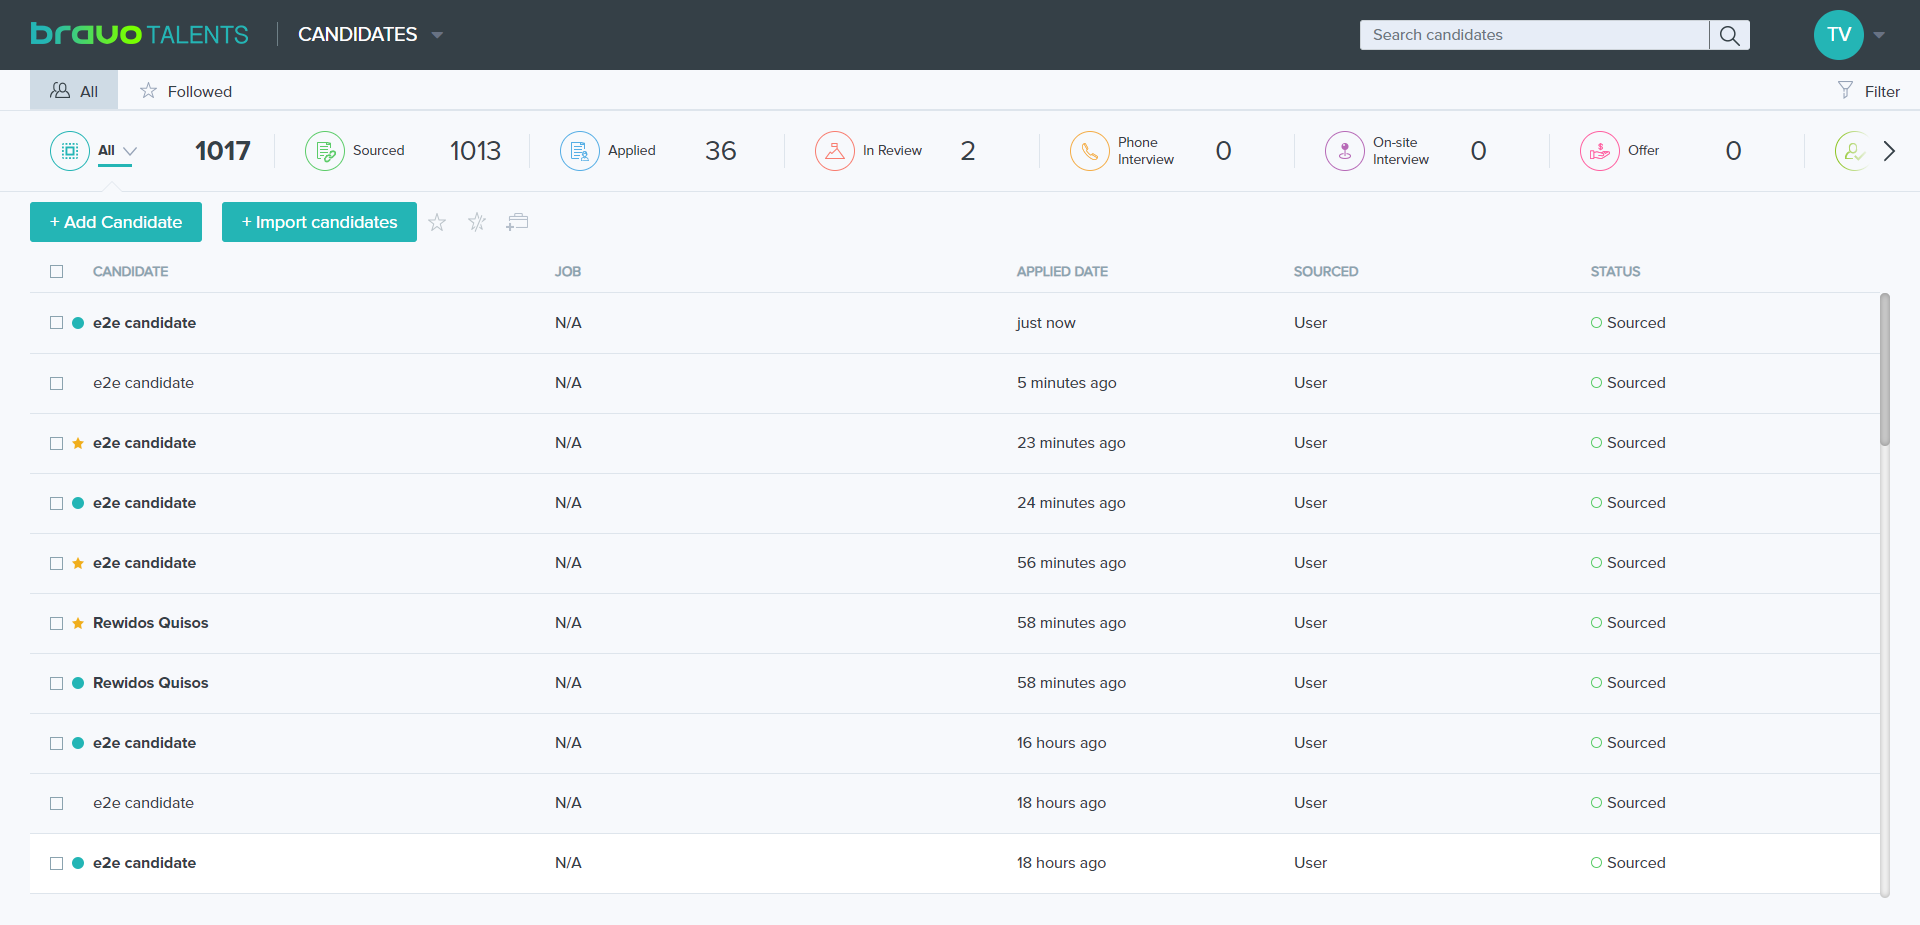 bravo TALENTS CANDIDATES Search candidates TV
All Followed Filter
All 1017 Sourced 1013 Applied 36 In Review 2 Phone Interview 0 On-site Interview 0 Offer 0
+ Add Candidate + Import candidates
CANDIDATE JOB APPLIED DATE SOURCED STATUS
e2e candidate N/A just now User Sourced
e2e candidate N/A 5 minutes ago User Sourced
e2e candidate N/A 23 minutes ago User Sourced
e2e candidate N/A 24 minutes ago User Sourced
e2e candidate N/A 56 minutes ago User Sourced
Rewidos Quisos N/A 58 minutes ago User Sourced
Rewidos Quisos N/A 58 minutes ago User Sourced
e2e candidate N/A 16 hours ago User Sourced
e2e candidate N/A 18 hours ago User Sourced
e2e candidate N/A 18 hours ago User Sourced